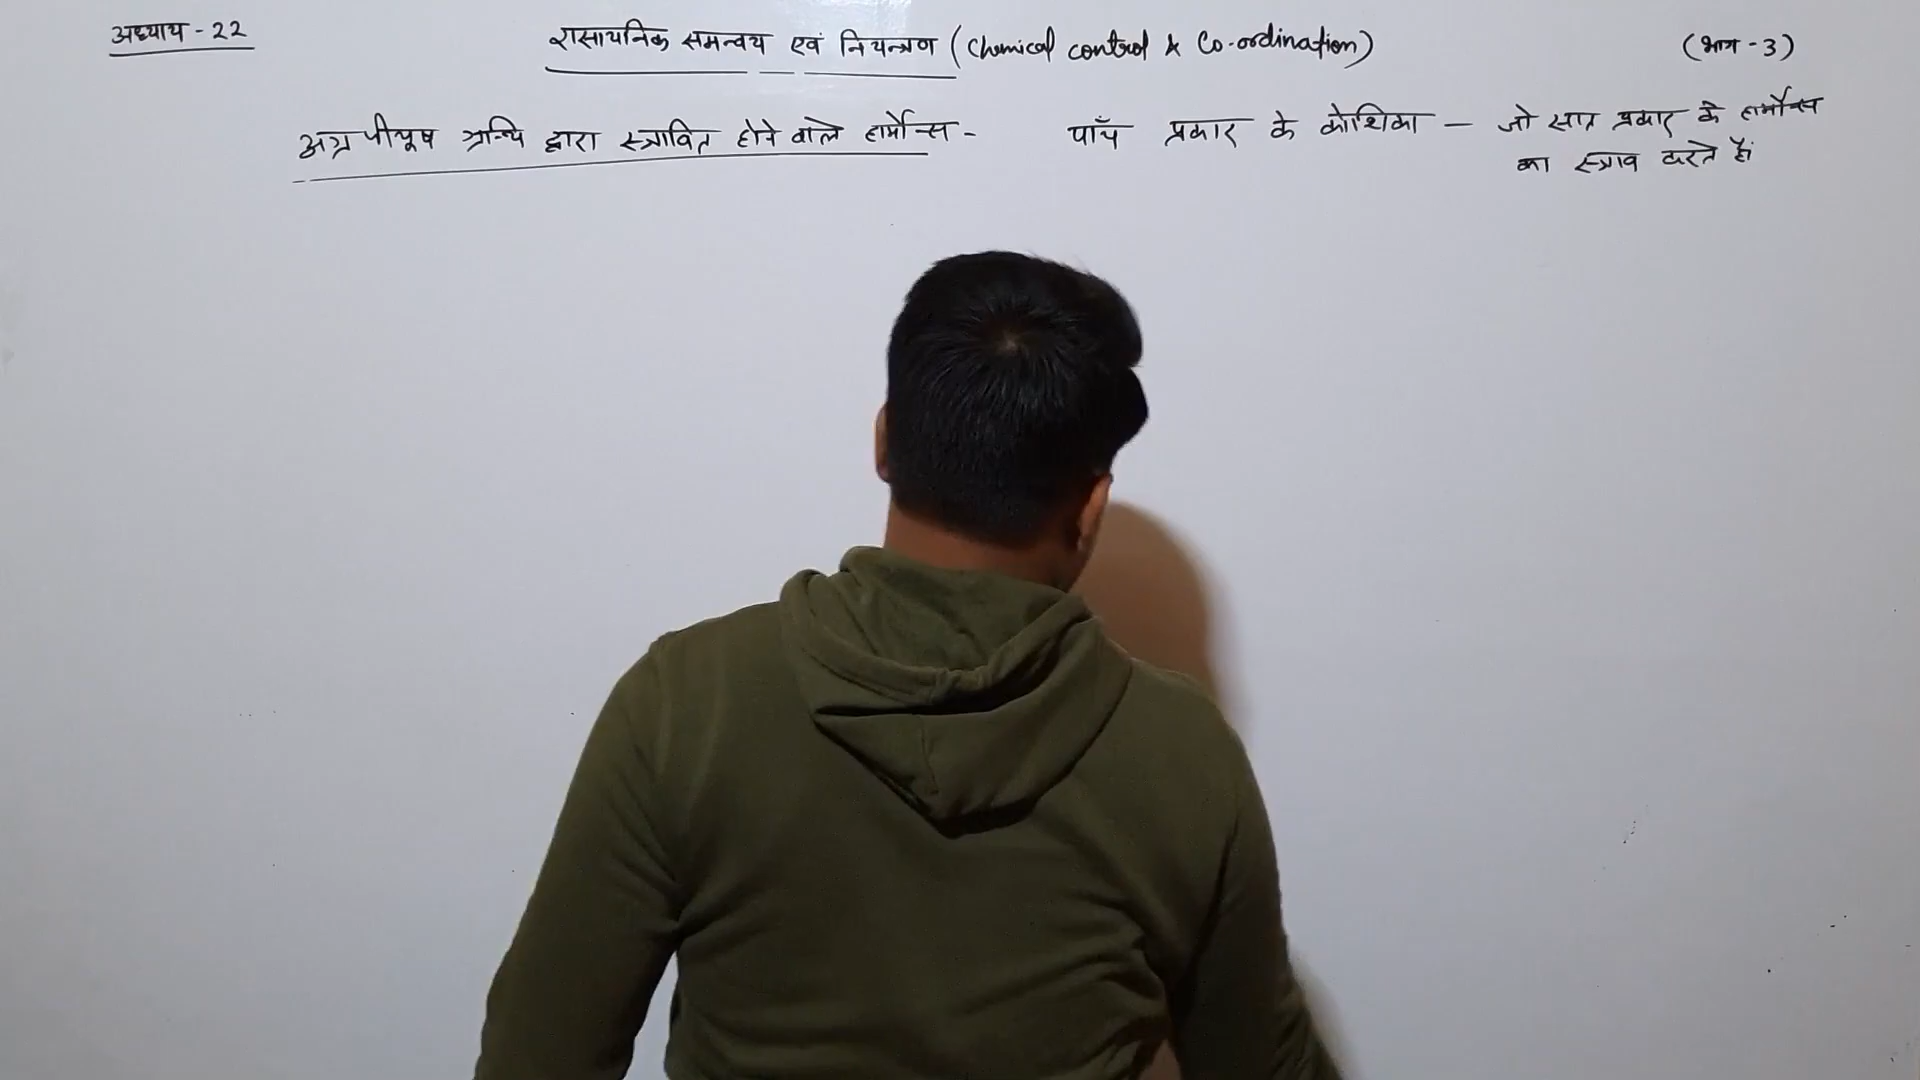 अध्याय - 22
रासायनिक समन्वय एवं नियन्त्रण (Chemical control & Co-ordination)
(भाग - 3)
अग्र पीयूष ग्रन्थि द्वारा स्त्रावित होने वाले हार्मोन्स - पाँच प्रकार के कोशिका - जो सात प्रकार के हार्मोन्स
का स्त्राव करते हैं